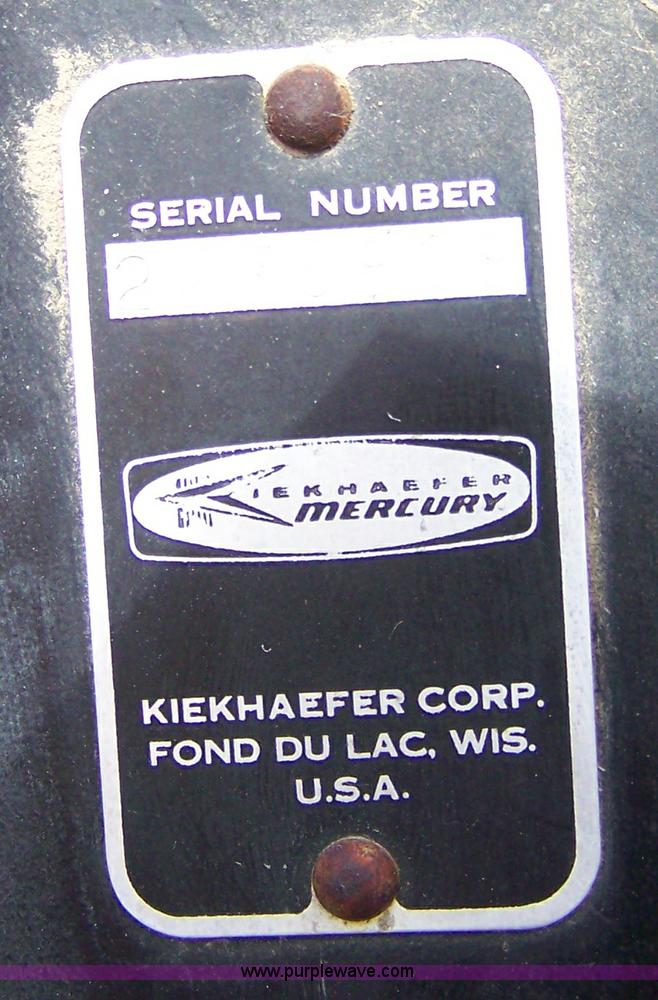 SERIAL NUMBER
KIEKHAEFER
MERCURY
KIEKHAEFER CORP.
FOND DU LAC, WIS.
U.S.A.
www.purplewave.com